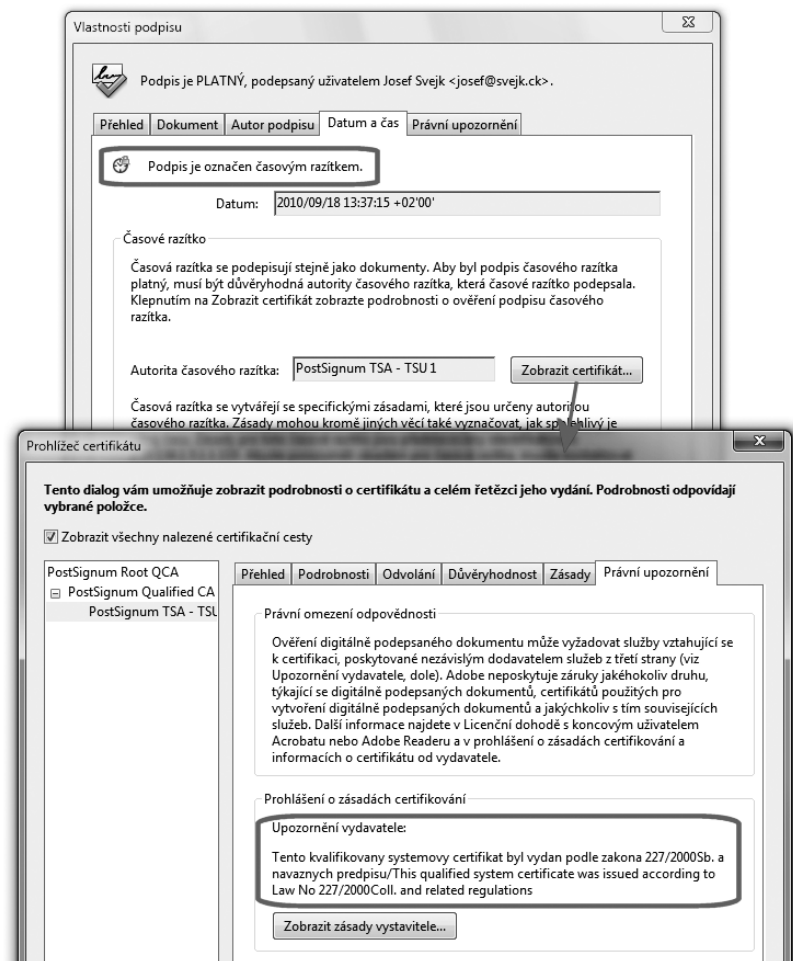 Vlastnosti podpisu
Podpis je PLATNÝ, podepsaný uživatelem Josef Svejk <josef@svejk.ck>.
Přehled Dokument Autor podpisu Datum a čas Právní upozornění
Podpis je označen časovým razítkem.
Datum: 2010/09/18 13:37:15 +02'00'
Časové razítko
Časová razítka se podepisují stejně jako dokumenty. Aby byl podpis časového razítka
platný, musí být důvěryhodná autority časového razítka, která časové razítko podepsala.
Klepnutím na Zobrazit certifikát zobrazte podrobnosti o ověření podpisu časového
razítka.
Autorita časového razítka: PostSignum TSA - TSU 1 Zobrazit certifikát...
Časová razítka se vytvářejí se specifickými zásadami, které jsou určeny autoritou
časového razítka. Zásady mohou kromě jiných věcí také vyznačovat, jak spolehlivý je
Prohlížeč certifikátu
Tento dialog vám umožňuje zobrazit podrobnosti o certifikátu a celém řetězci jeho vydání. Podrobnosti odpovídají
vybrané položce.
Zobrazit všechny nalezené certifikační cesty
PostSignum Root QCA
PostSignum Qualified CA
PostSignum TSA - TSU
Přehled Podrobnosti Odvolání Důvěryhodnost Zásady Právní upozornění
Právní omezení odpovědnosti
Ověření digitálně podepsaného dokumentu může vyžadovat služby vztahující se
k certifikaci, poskytované nezávislým dodavatelem služeb z třetí strany (viz
Upozornění vydavatele, dole). Adobe neposkytuje záruky jakéhokoliv druhu,
týkající se digitálně podepsaných dokumentů, certifikátů použitých pro
vytvoření digitálně podepsaných dokumentů a jakýchkoliv s tím souvisejících
služeb. Další informace najdete v Licenční dohodě s koncovým uživatelem
Acrobatu nebo Adobe Readeru a v prohlášení o zásadách certifikování a
informacích o certifikátu od vydavatele.
Prohlášení o zásadách certifikování
Upozornění vydavatele:
Tento kvalifikovany systemovy certifikat byl vydan podle zakona 227/2000Sb. a
navaznych predpisu/This qualified system certificate was issued according to
Law No 227/2000Coll. and related regulations
Zobrazit zásady vystavitele...